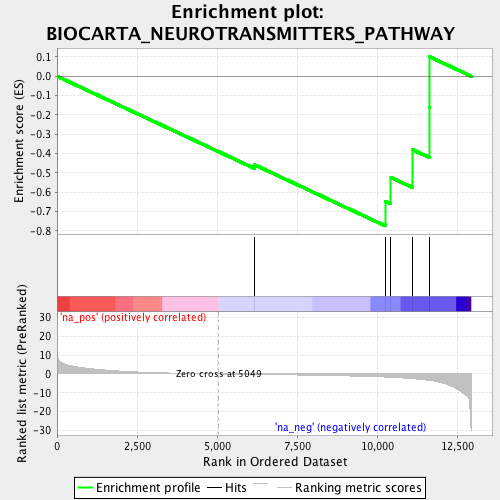 Enrichment plot:
BIOCARTA_NEUROTRANSMITTERS_PATHWAY
Enrichment score (ES)
0.1
0.0
-0.1
-0.2
-0.3
-0.4
-0.5
-0.6
-0.7
-0.8
Ranked list metric (PreRanked)
30
20
10
0
-10
-20
-30
'na_pos' (positively correlated)
Zero cross at 5049
'na_neg' (negatively correlated)
0 2,500 5,000 7,500 10,000 12,500
Rank in Ordered Dataset
Enrichment profile Hits Ranking metric scores